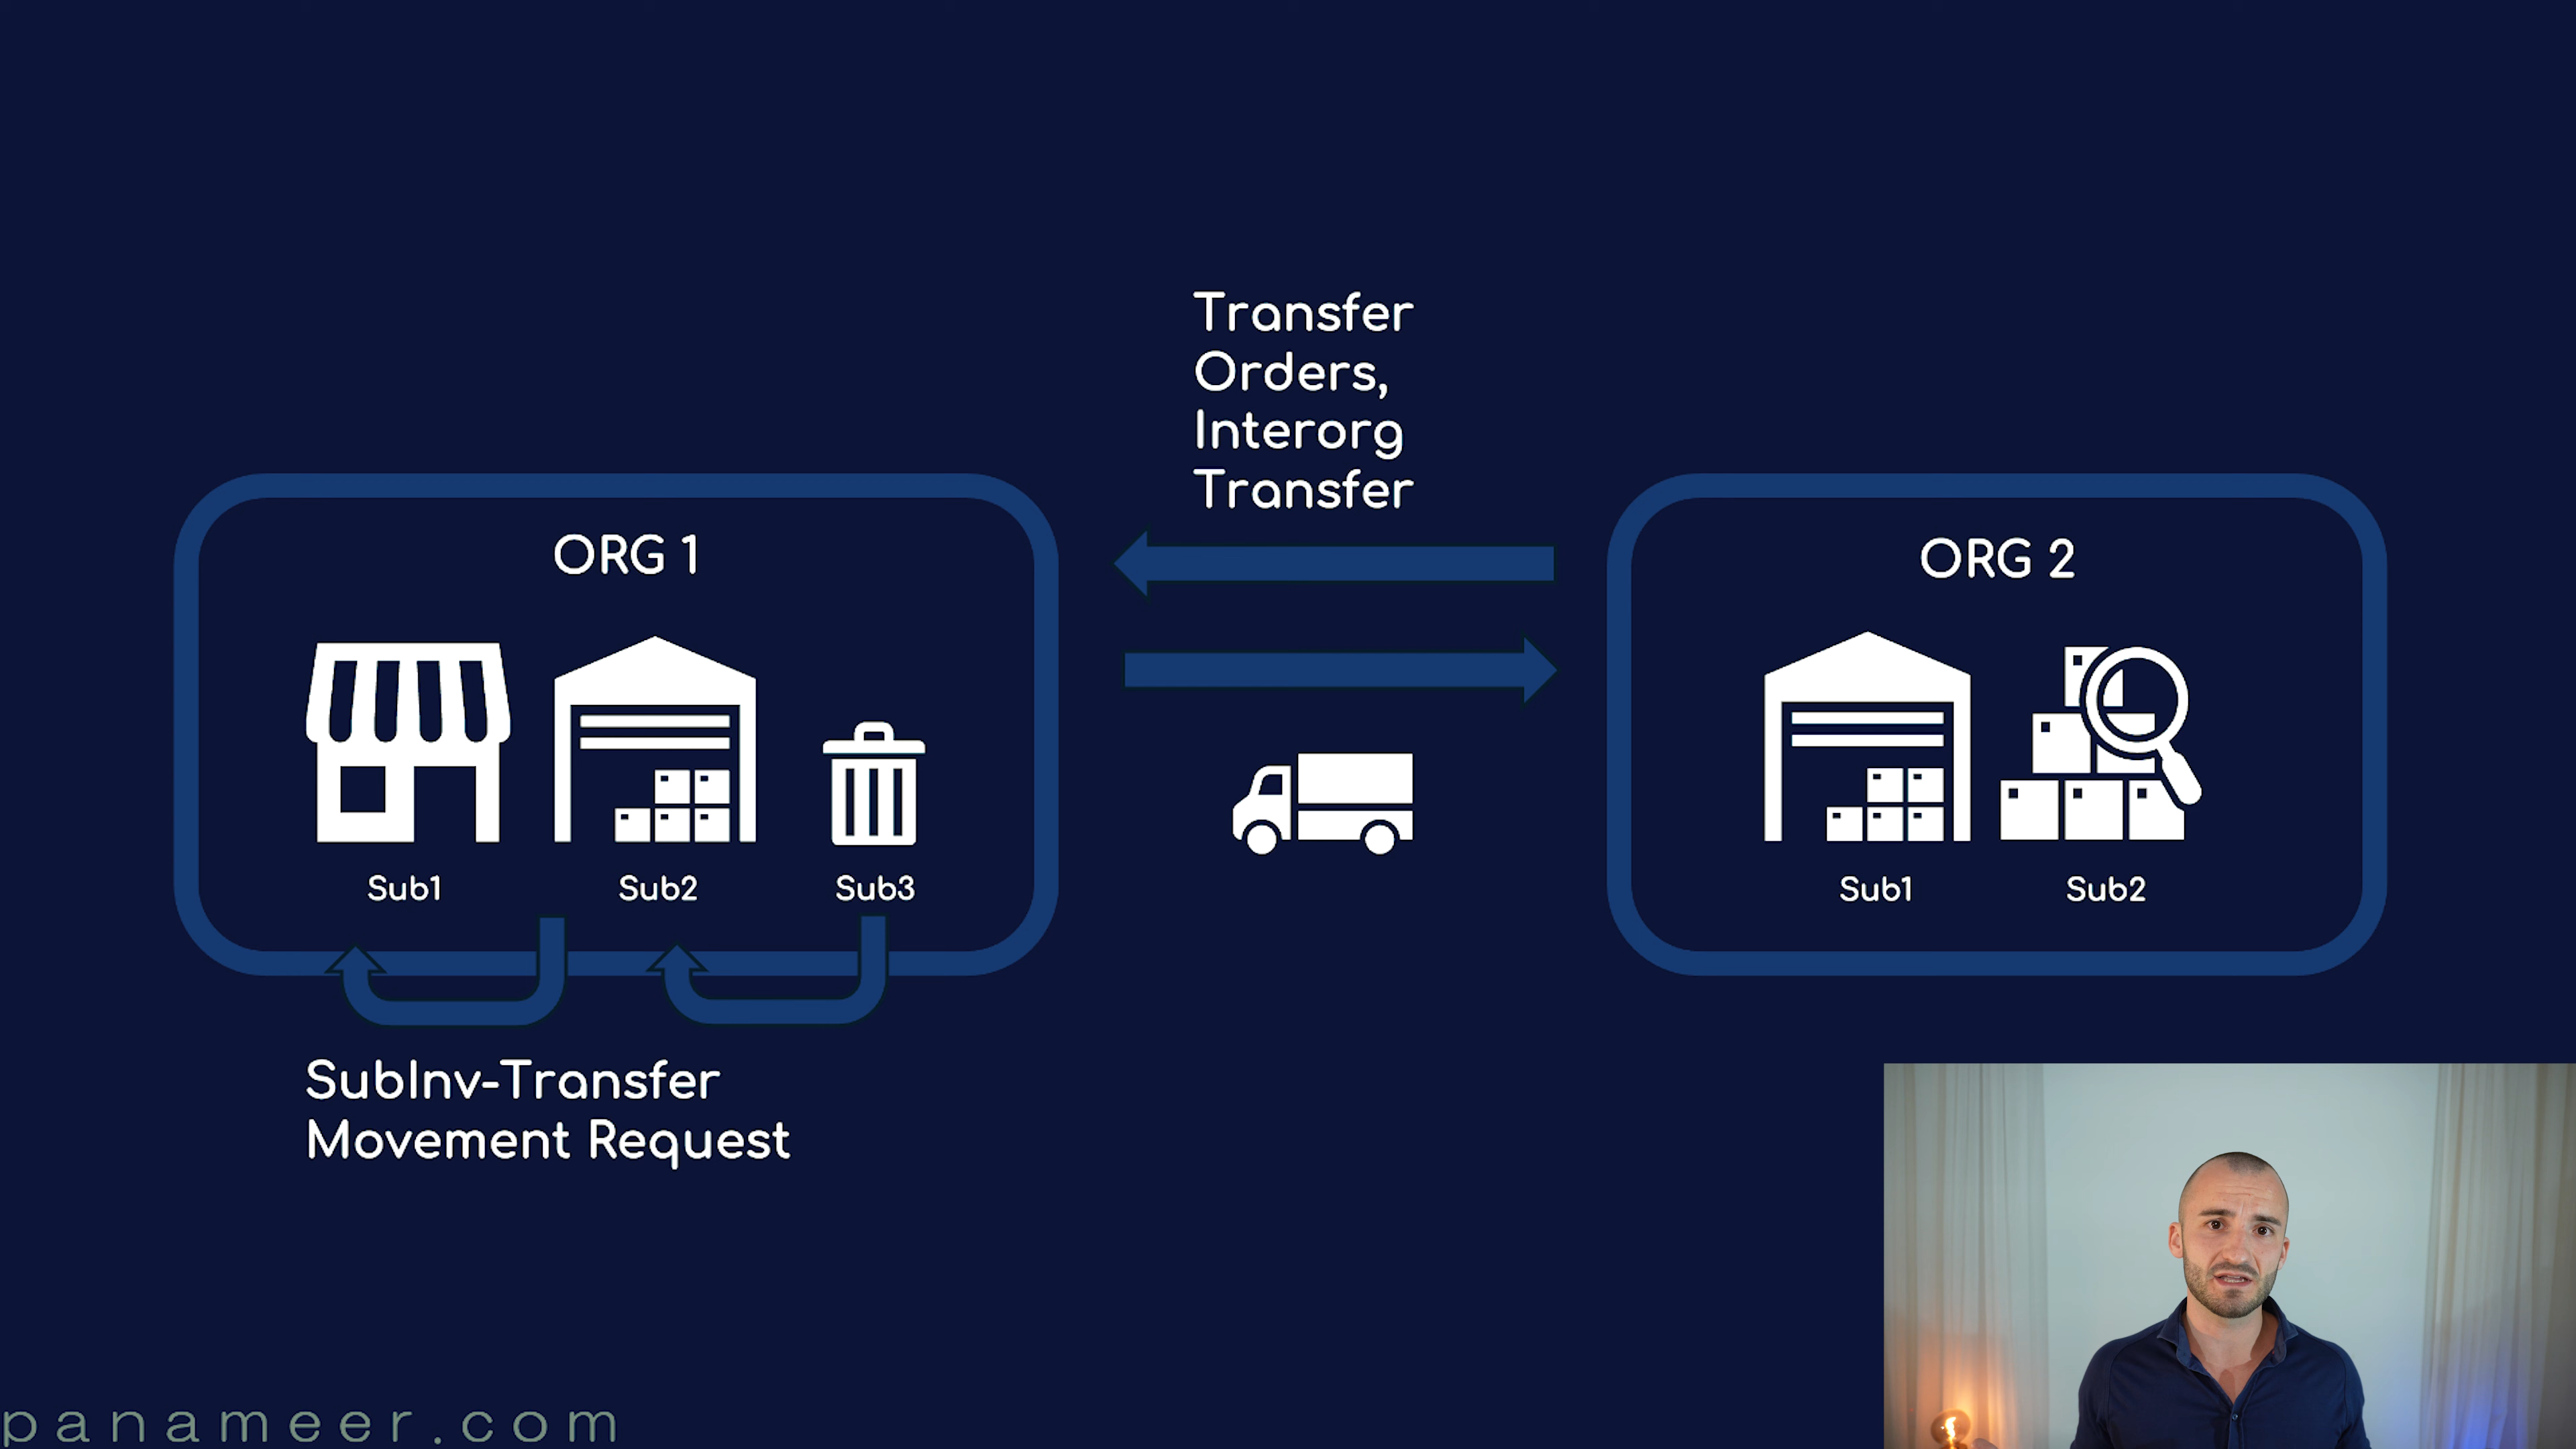 Transfer
Orders,
Interorg
Transfer
ORG 1
Sub1
Sub2
Sub3
ORG 2
Sub1
Sub2
SubInv-Transfer
Movement Request
panameer.com